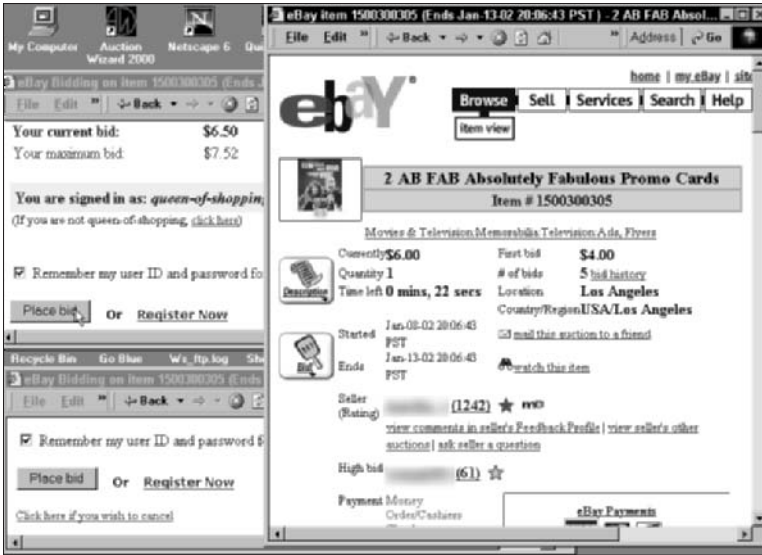 My Computer
Auction Wizard 2000
Netscape 6
eBay Bidding on item 1500300305 (Ends J
File Edit » Back
Your current bid: $6.50
Your maximum bid: $7.52
You are signed in as: queen-of-shoppin
(If you are not queen-of-shopping, click here)
Remember my user ID and password fo
Place bid Or Register Now
Recycle Bin Go Blue Ws_ftp.log
eBay Bidding on item 1500300305 (Ends
File Edit » Back
Remember my user ID and password f
Place bid Or Register Now
Click here if you wish to cancel
eBay item 1500300305 (Ends Jan-13-02 20:06:43 PST ) - 2 AB FAB Absol...
File Edit » Back » Address Go
home | my eBay | site
ebaY®
Browse Sell Services Search Help
item view
2 AB FAB Absolutely Fabulous Promo Cards
Item # 1500300305
Movies & Television:Memorabilia:Television:Ads, Flyers
Description
Currently $6.00 First bid $4.00
Quantity 1 # of bids 5 bid history
Time left 0 mins, 22 secs Location Los Angeles
Country/Region USA/Los Angeles
Bid
Started Jan-08-02 20:06:43 PST mail this auction to a friend
Ends Jan-13-02 20:06:43 PST watch this item
Seller (Rating) (1242) me
view comments in seller's Feedback Profile | view seller's other auctions | ask seller a question
High bid (61)
Payment Money Order/Cashiers
eBay Payments